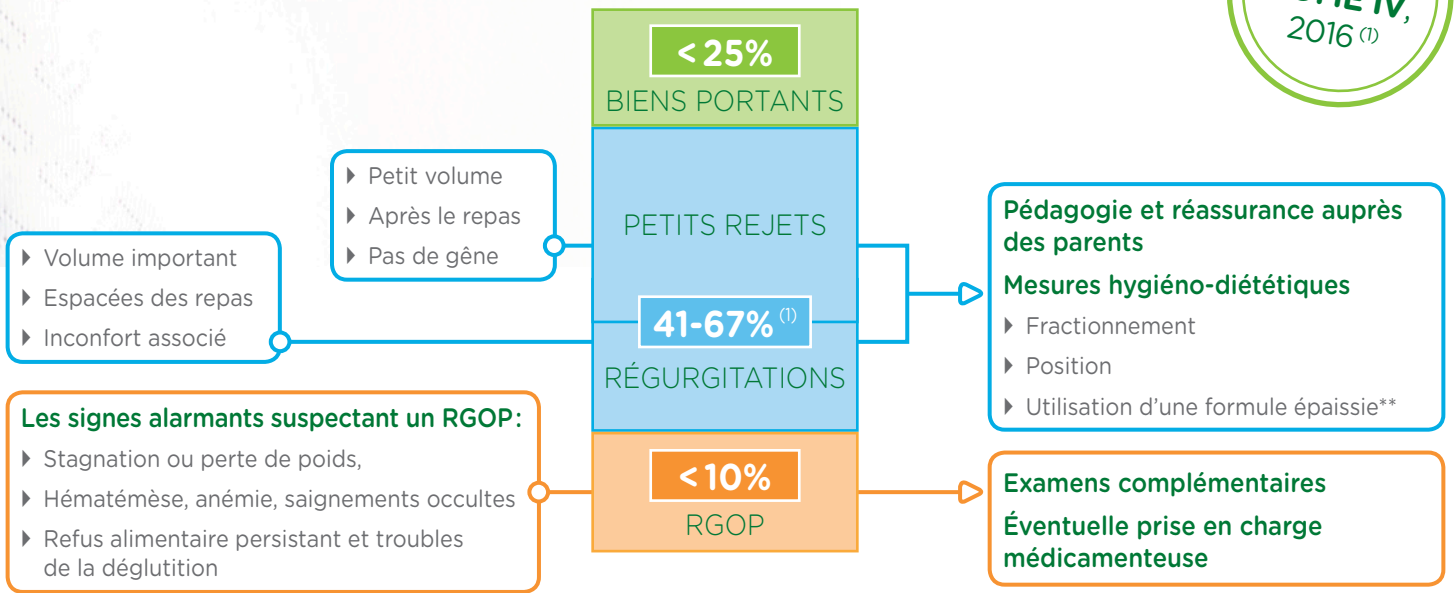 2016 (1)
<25%
BIENS PORTANTS
Petit volume
Après le repas
Pas de gêne
PETITS REJETS
Volume important
Espacées des repas
Inconfort associé
41-67% (1)
RÉGURGITATIONS
Pédagogie et réassurance auprès
des parents
Mesures hygiéno-diététiques
Fractionnement
Position
Utilisation d'une formule épaissie**
Les signes alarmants suspectant un RGOP:
Stagnation ou perte de poids,
Hématémèse, anémie, saignements occultes
Refus alimentaire persistant et troubles
de la déglutition
<10%
RGOP
Examens complémentaires
Éventuelle prise en charge
médicamenteuse